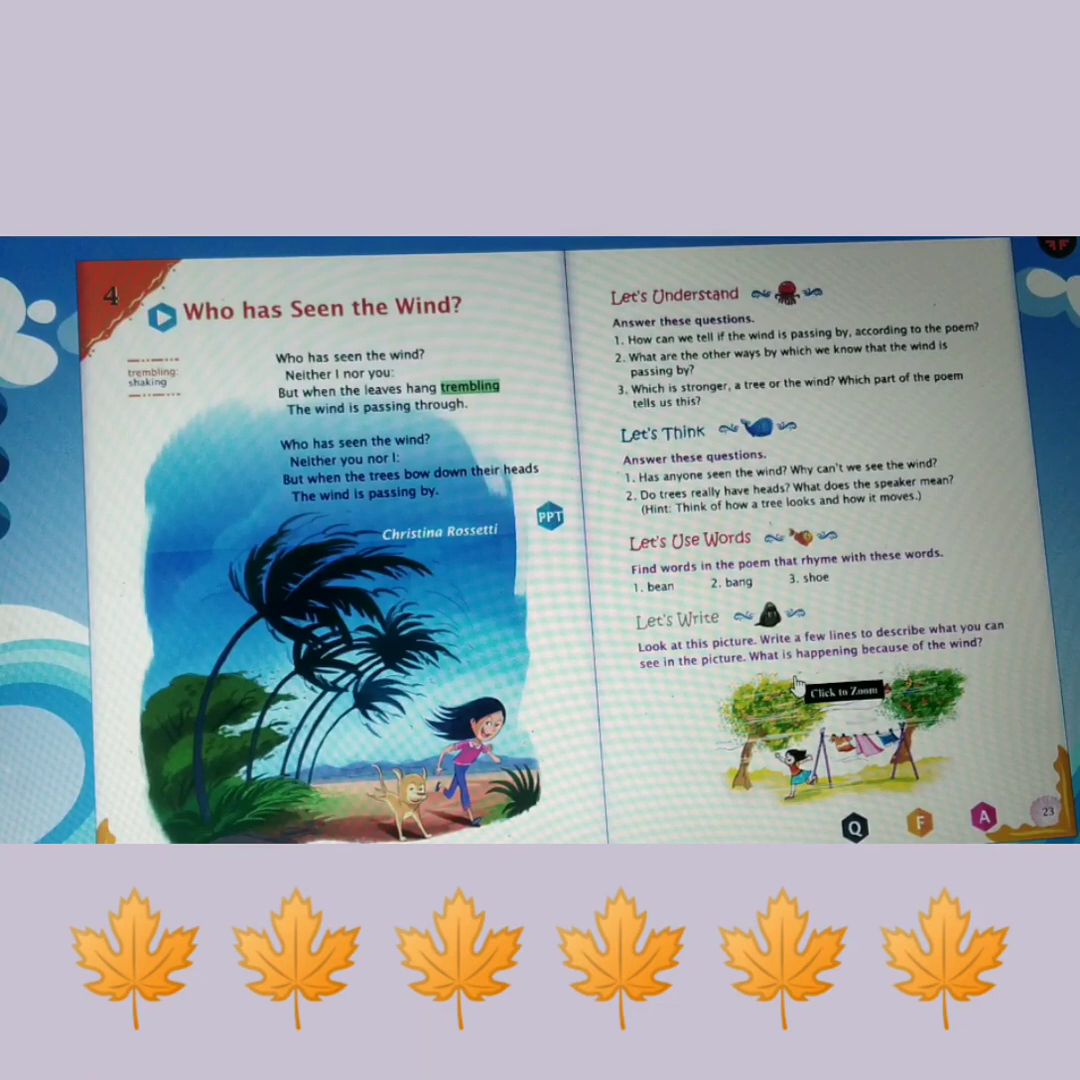 4
Who has Seen the Wind?
trembling:
shaking
Who has seen the wind?
Neither I nor you:
But when the leaves hang trembling
The wind is passing through.
Who has seen the wind?
Neither you nor I:
But when the trees bow down their heads
The wind is passing by.
Christina Rossetti
PPT
Let's Understand
Answer these questions.
1. How can we tell if the wind is passing by, according to the poem?
2. What are the other ways by which we know that the wind is
passing by?
3. Which is stronger, a tree or the wind? Which part of the poem
tells us this?
Let's Think
Answer these questions.
1. Has anyone seen the wind? Why can't we see the wind?
2. Do trees really have heads? What does the speaker mean?
(Hint: Think of how a tree looks and how it moves.)
Let's Use Words
Find words in the poem that rhyme with these words.
1. bean 2. bang 3. shoe
Let's Write
Look at this picture. Write a few lines to describe what you can
see in the picture. What is happening because of the wind?
Click to Zoom
Q F A 23